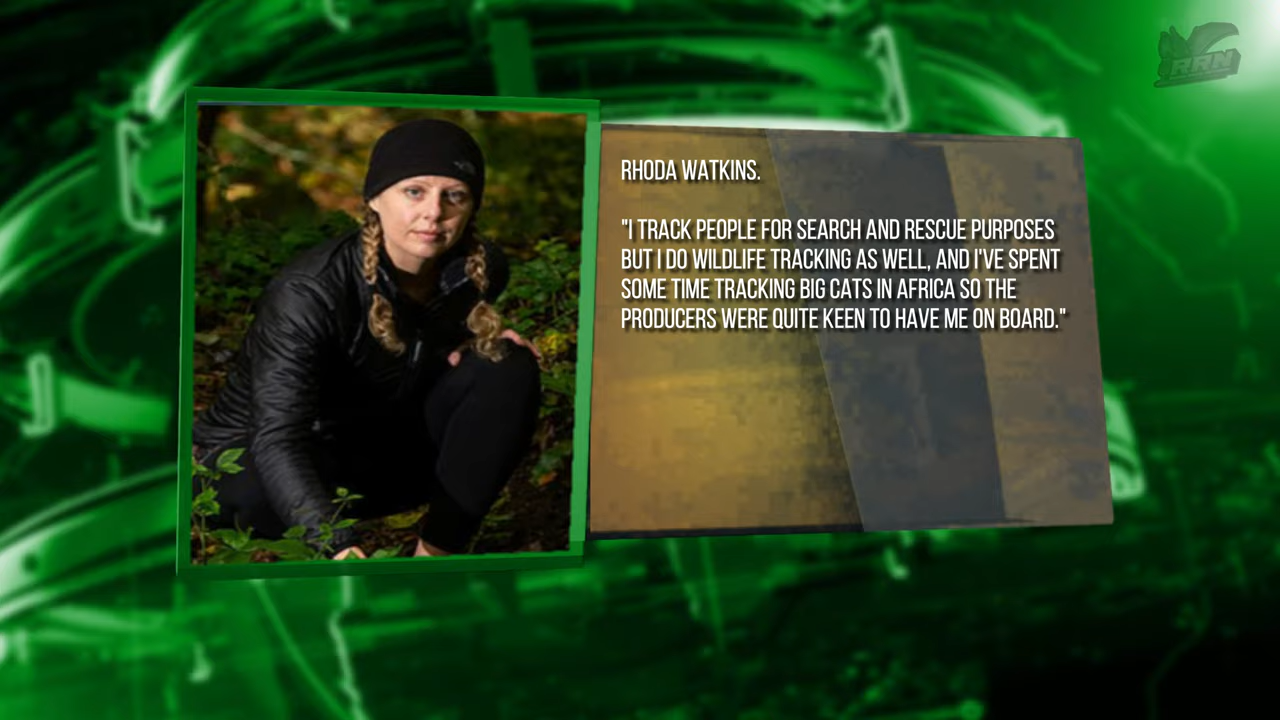 RRN
RHODA WATKINS.
"I TRACK PEOPLE FOR SEARCH AND RESCUE PURPOSES
BUT I DO WILDLIFE TRACKING AS WELL, AND I'VE SPENT
SOME TIME TRACKING BIG CATS IN AFRICA SO THE
PRODUCERS WERE QUITE KEEN TO HAVE ME ON BOARD."